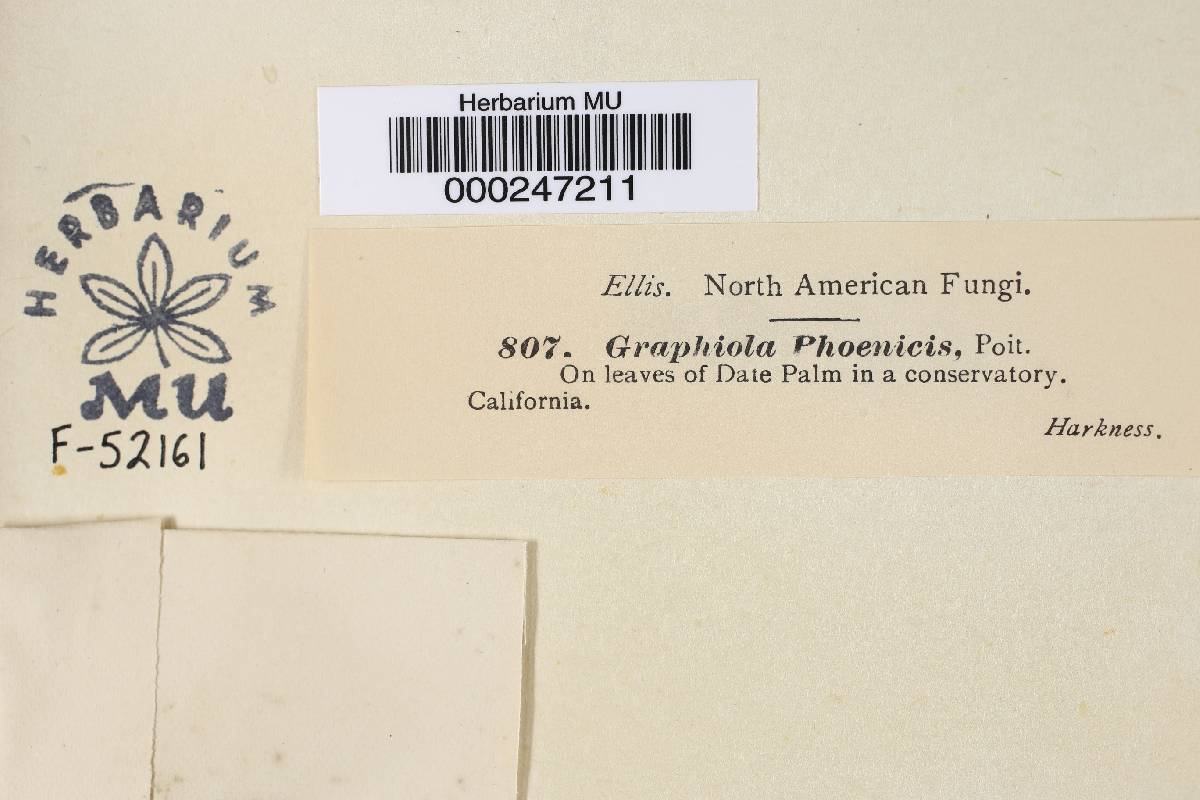 Herbarium MU
000247211
HERBARIUM
MU
F-52161
Ellis. North American Fungi.
807. Graphiola Phoenicis, Poit.
On leaves of Date Palm in a conservatory.
California.
Harkness.